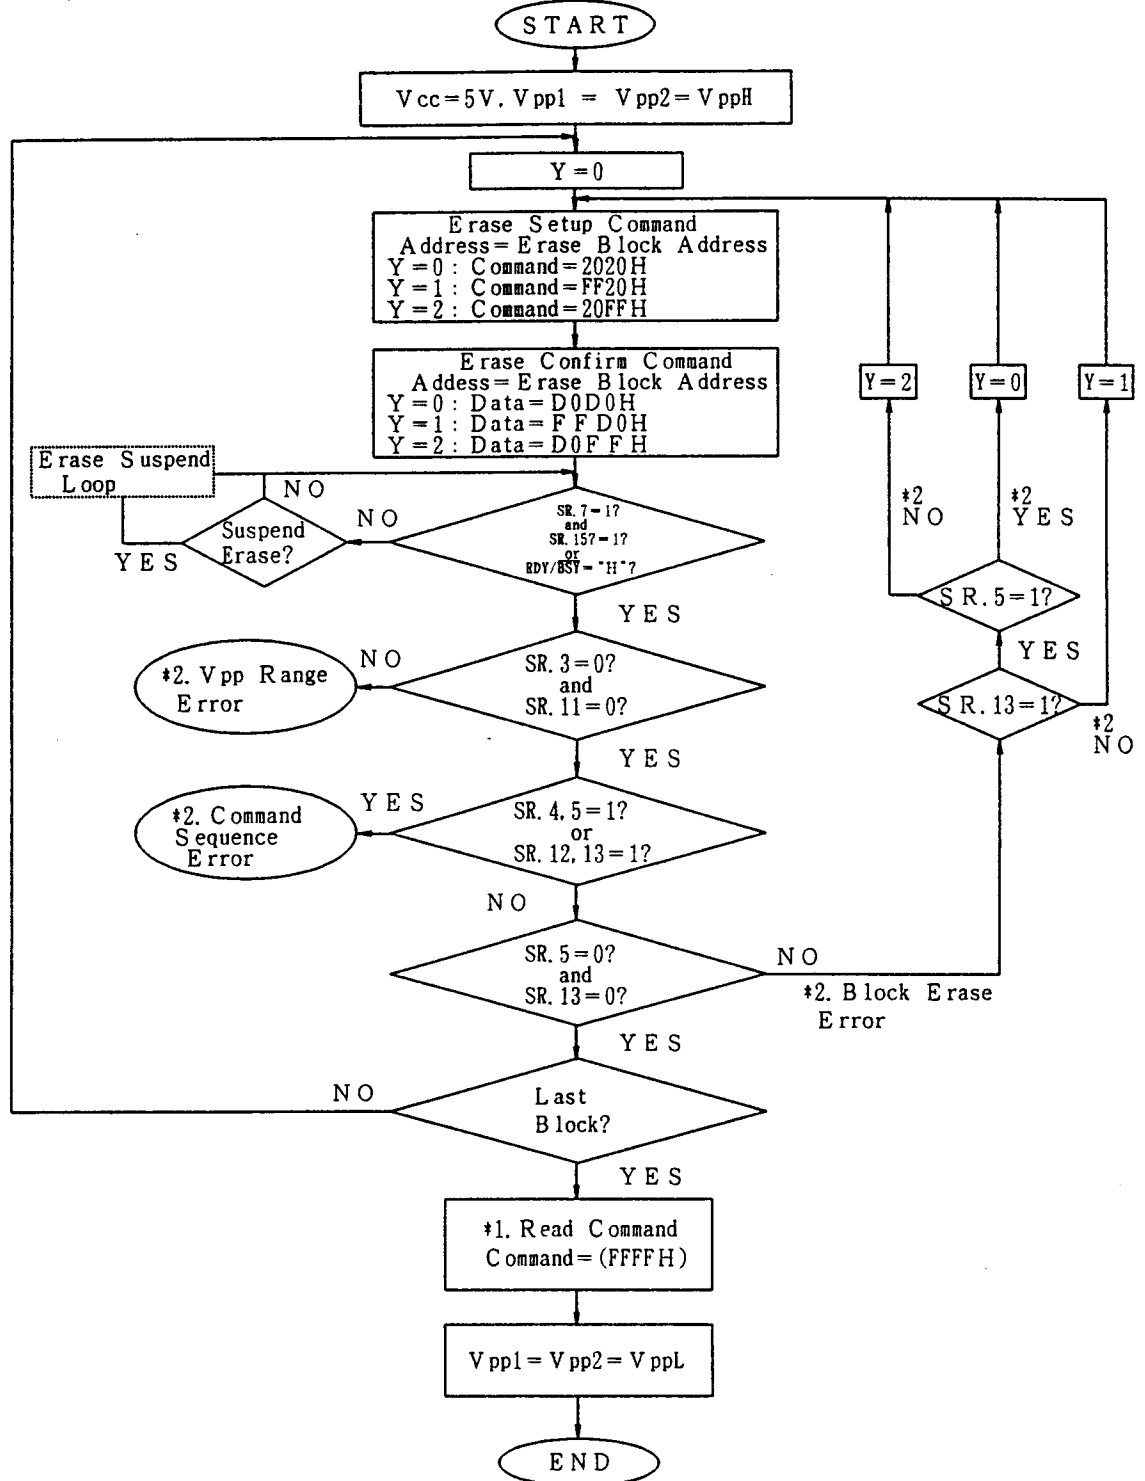 START
Vcc=5V, Vpp1 = Vpp2=VppH
Y=0
Erase Setup Command
Address=Erase Block Address
Y=0: Command=2020H
Y=1: Command=FF20H
Y=2: Command=20FFH
Erase Confirm Command
Addess=Erase Block Address
Y=0: Data=D0D0H
Y=1: Data=FFD0H
Y=2: Data=D0FFH
Y=2
Y=0
Y=1
Erase Suspend
Loop
NO
Suspend
Erase?
YES
NO
SR.7=1?
and
SR.157=1?
or
RDY/BSY="H"?
*2
NO
*2
YES
SR.5=1?
YES
SR.13=1?
*2
NO
YES
*2. Vpp Range
Error
NO
SR.3=0?
and
SR.11=0?
YES
*2. Command
Sequence
Error
YES
SR.4,5=1?
or
SR.12,13=1?
NO
SR.5=0?
and
SR.13=0?
NO
*2. Block Erase
Error
YES
NO
Last
Block?
YES
*1. Read Command
Command=(FFFFH)
Vpp1=Vpp2=VppL
END